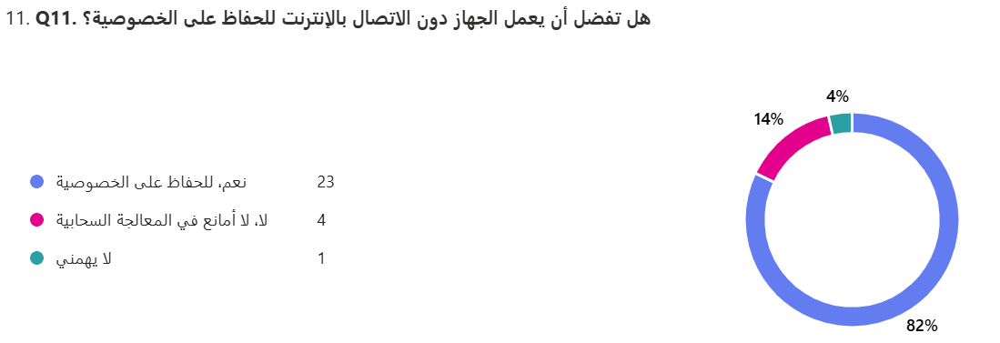 11. Q11. هل تفضل أن يعمل الجهاز دون الاتصال بالإنترنت للحفاظ على الخصوصية؟
نعم، للحفاظ على الخصوصية 23
لا، لا أمانع في المعالجة السحابية 4
لا يهمني 1
4%
14%
82%